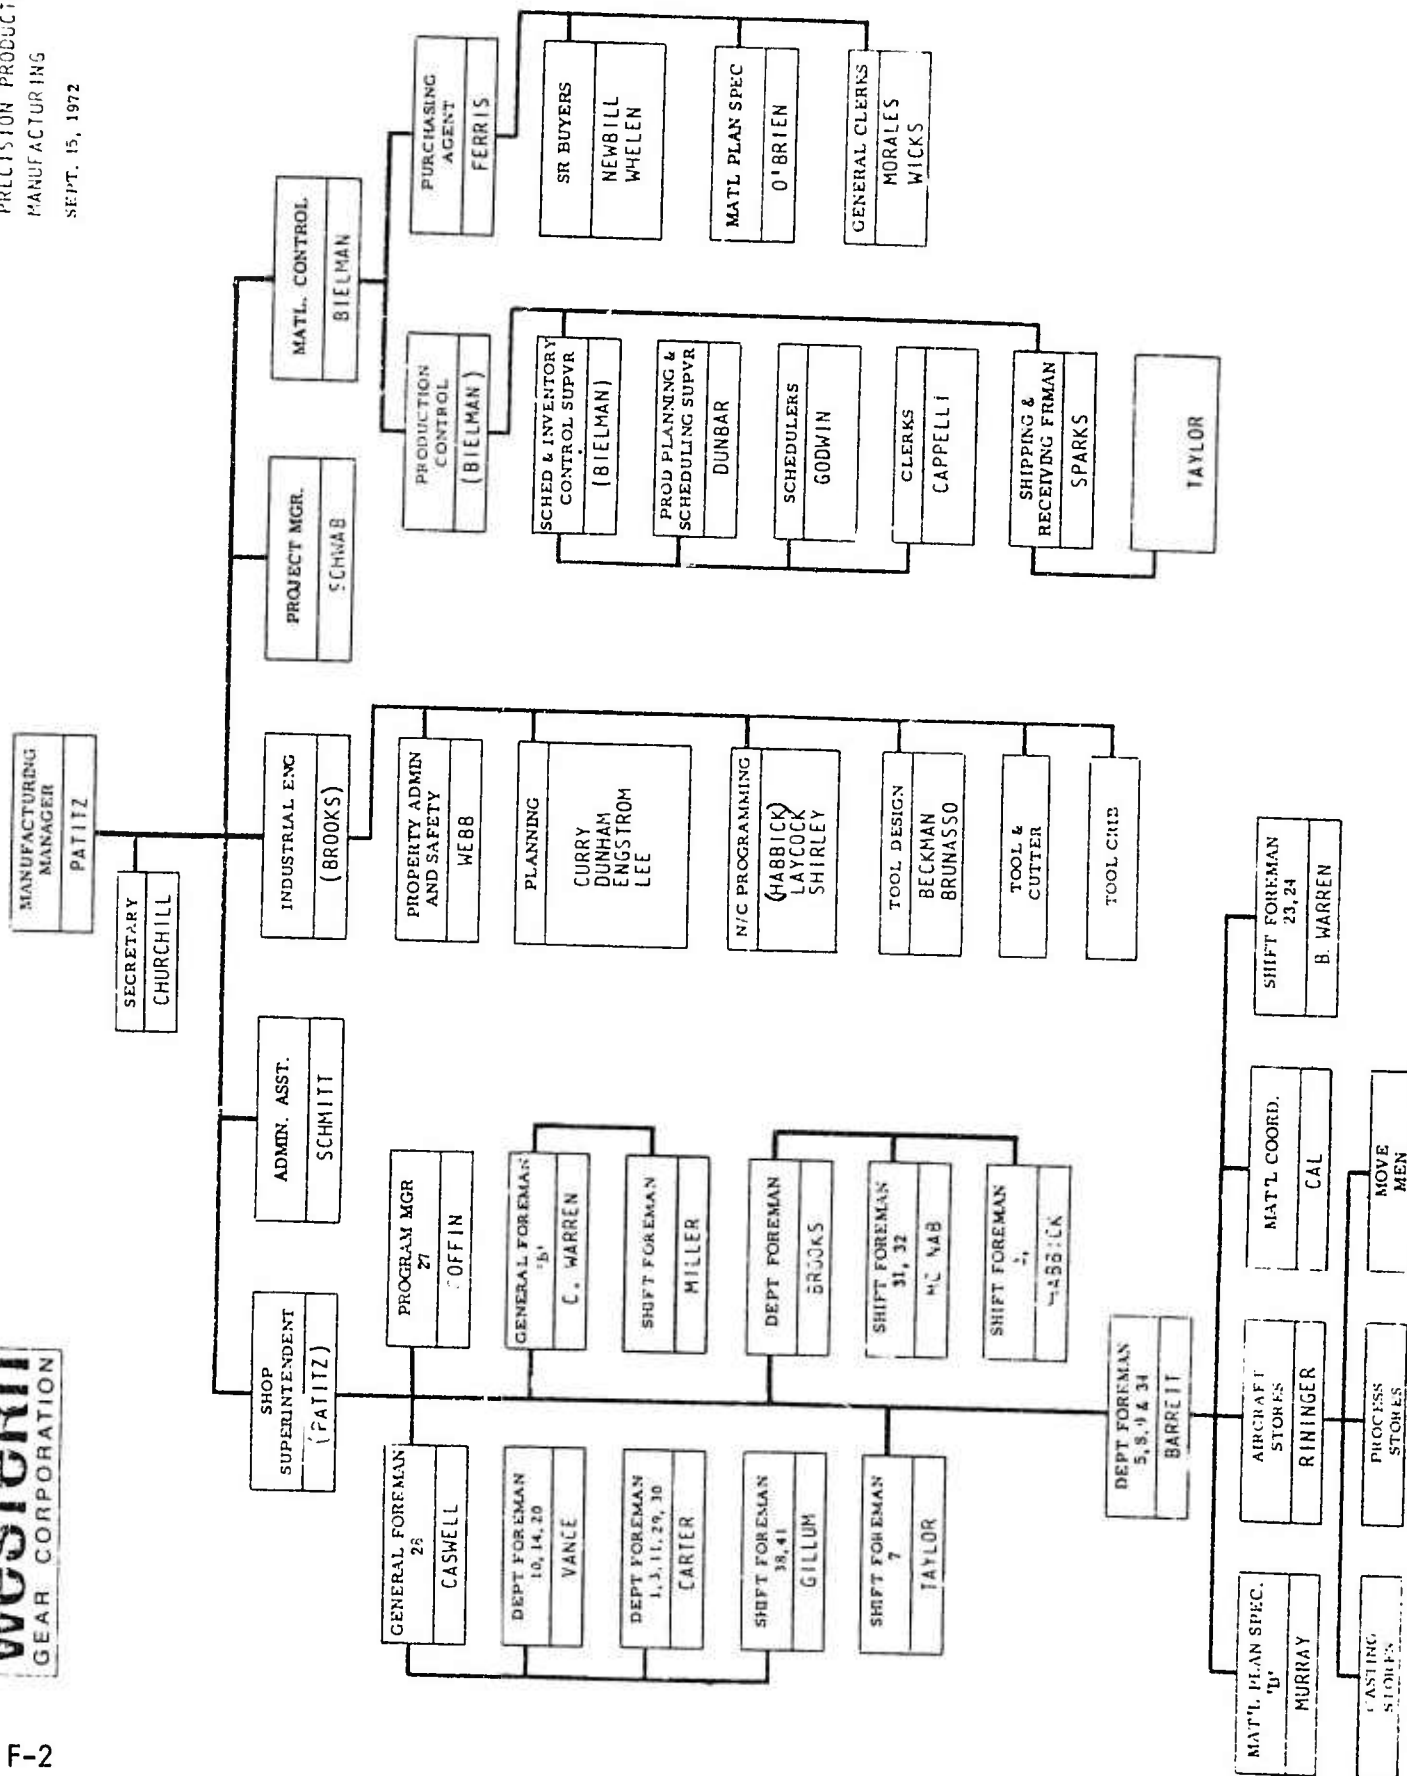 Western
GEAR CORPORATION
PRECISION PRODUCT
MANUFACTURING
SEPT. 15, 1972
MANUFACTURING
MANAGER
PATITZ
SECRETARY
CHURCHILL
SHOP
SUPERINTENDENT
(PATITZ)
ADMIN. ASST.
SCHMITT
INDUSTRIAL ENG
(BROOKS)
PROJECT MGR.
SCHWAB
MATL. CONTROL
BIELMAN
GENERAL FOREMAN
28
CASWELL
DEPT FOREMAN
10, 14, 20
VANCE
DEPT FOREMAN
1, 3, 11, 29, 30
CARTER
SHIFT FOREMAN
38, 41
GILLUM
SHIFT FOREMAN
7
TAYLOR
PROGRAM MGR
27
OFFIN
GENERAL FOREMAN
'B'
C. WARREN
SHIFT FOREMAN
MILLER
DEPT FOREMAN
BROOKS
SHIFT FOREMAN
31, 32
MC NAB
SHIFT FOREMAN
HABBICK
PROPERTY ADMIN
AND SAFETY
WEBB
PLANNING
CURRY
DUNHAM
ENGSTROM
LEE
N/C PROGRAMMING
(HABBICK)
LAYCOCK
SHIRLEY
TOOL DESIGN
BECKMAN
BRUNASSO
TOOL &
CUTTER
TOOL CRIB
PRODUCTION
CONTROL
(BIELMAN)
SCHED & INVENTORY
CONTROL SUPVR
(BIELMAN)
PROD PLANNING &
SCHEDULING SUPVR
DUNBAR
SCHEDULERS
GODWIN
CLERKS
CAPPELLI
SHIPPING &
RECEIVING FRMAN
SPARKS
TAYLOR
PURCHASING
AGENT
FERRIS
SR BUYERS
NEWBILL
WHELEN
MATL PLAN SPEC
O'BRIEN
GENERAL CLERKS
MORALES
WICKS
DEPT FOREMAN
5, 8, 9 & 34
BARRETT
MAT'L PLAN SPEC.
'B'
MURRAY
AIRCRAFT
STORES
RININGER
MAT'L COORD.
CAL
SHIFT FOREMAN
23, 24
B. WARREN
CASTING
STORES
PROCESS
STORES
MOVE
MEN
F-2